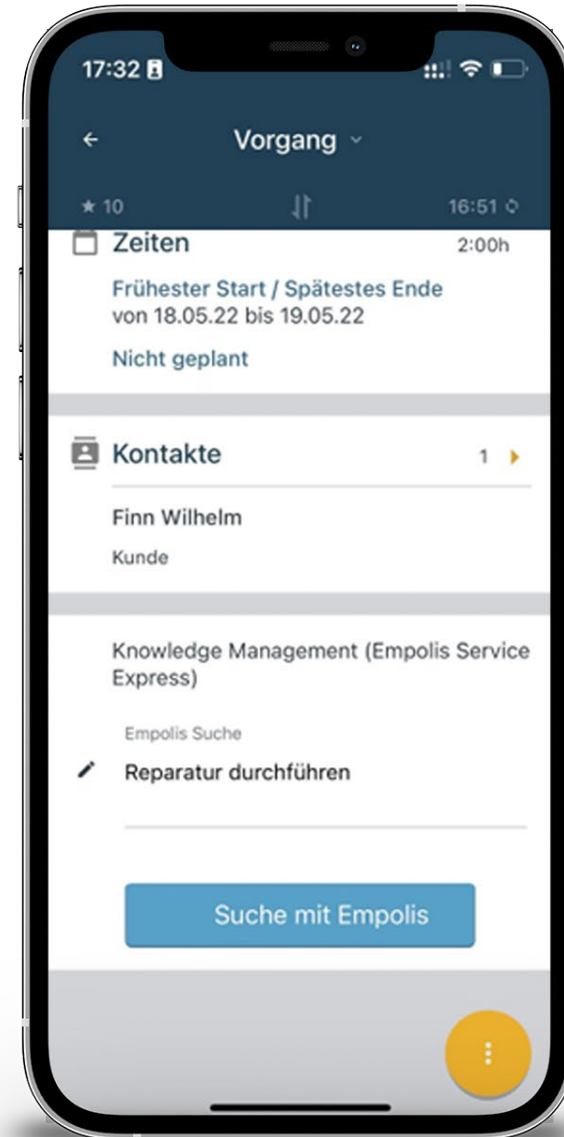 17:32
Vorgang
10
16:51
Zeiten
2:00h
Frühester Start / Spätestes Ende
von 18.05.22 bis 19.05.22
Nicht geplant
Kontakte
1
Finn Wilhelm
Kunde
Knowledge Management (Empolis Service
Express)
Empolis Suche
Reparatur durchführen
Suche mit Empolis